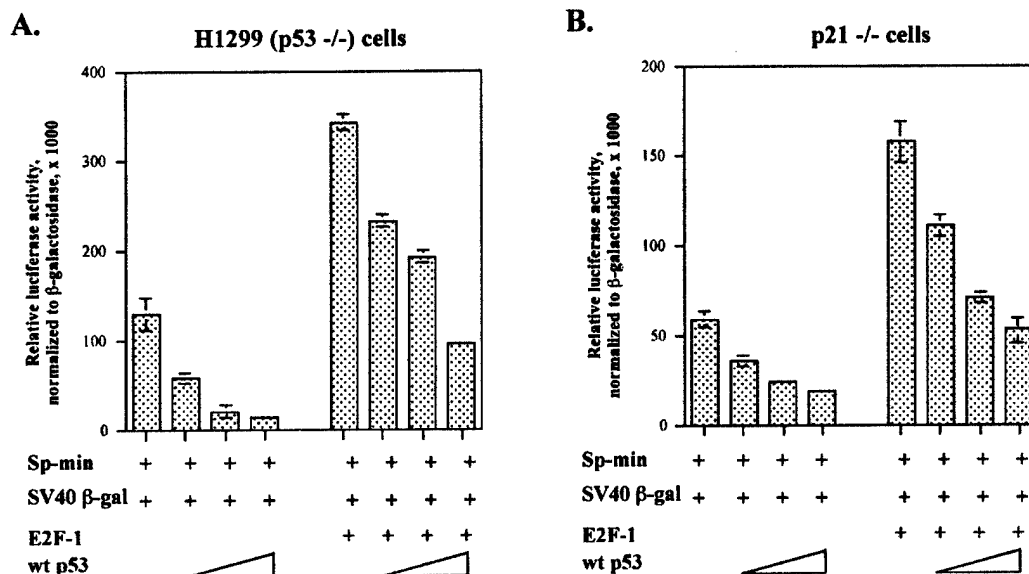 A.
H1299 (p53 -/-) cells
Relative luciferase activity,
normalized to β-galactosidase, x 1000
400
300
200
100
0
Sp-min + + + + + + + +
SV40 β-gal + + + + + + + +
E2F-1 + + + +
wt p53
B.
p21 -/- cells
Relative luciferase activity,
normalized to β-galactosidase, x 1000
200
150
100
50
0
Sp-min + + + + + + + +
SV40 β-gal + + + + + + + +
E2F-1 + + + +
wt p53